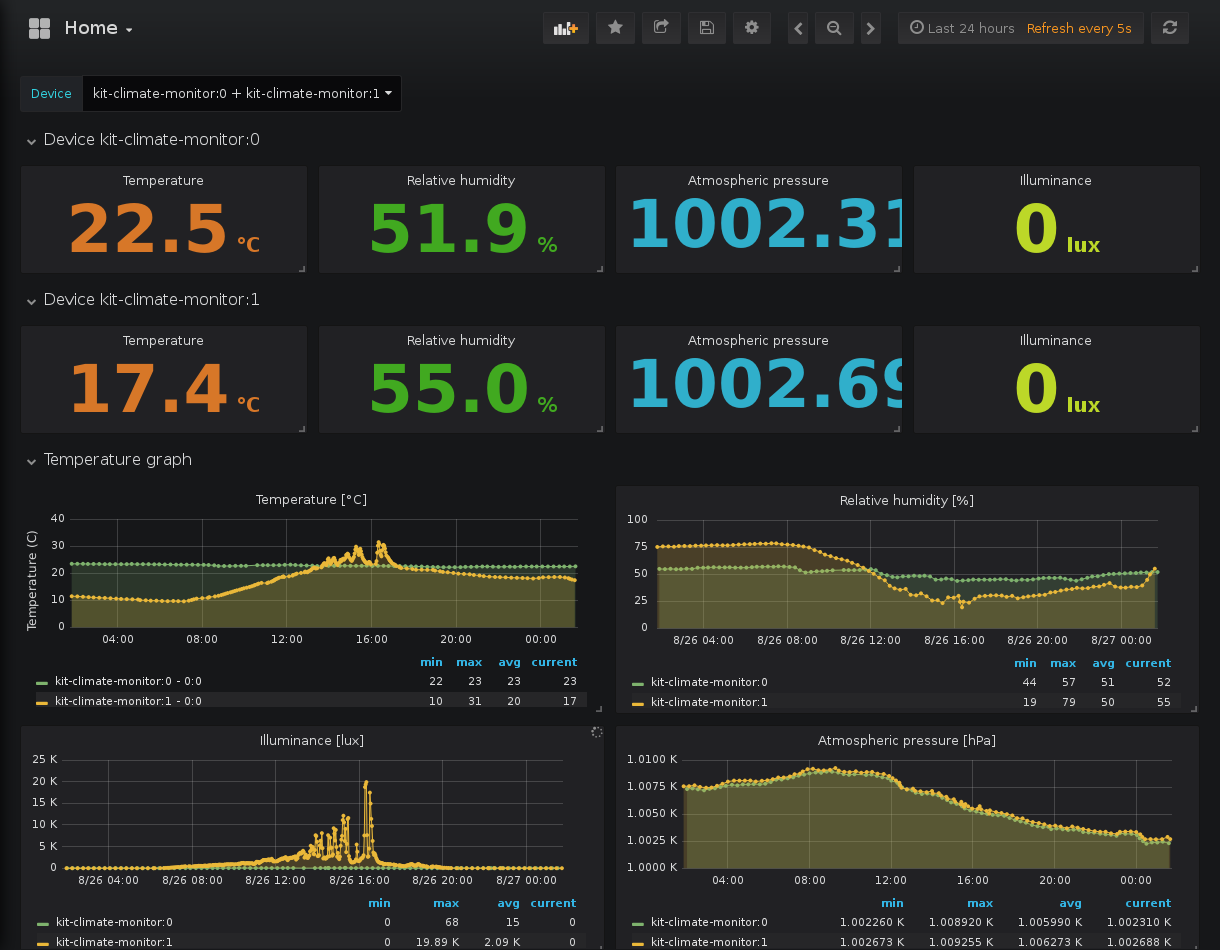 Home
Last 24 hours Refresh every 5s
Device kit-climate-monitor:0 + kit-climate-monitor:1
Device kit-climate-monitor:0
Temperature Relative humidity Atmospheric pressure Illuminance
22.5 °C 51.9 % 1002.31 0 lux
Device kit-climate-monitor:1
Temperature Relative humidity Atmospheric pressure Illuminance
17.4 °C 55.0 % 1002.69 0 lux
Temperature graph
Temperature [°C]
Temperature (C)
40
30
20
10
0
04:00 08:00 12:00 16:00 20:00 00:00
min max avg current
kit-climate-monitor:0 - 0:0 22 23 23 23
kit-climate-monitor:1 - 0:0 10 31 20 17
Relative humidity [%]
100
75
50
25
0
8/26 04:00 8/26 08:00 8/26 12:00 8/26 16:00 8/26 20:00 8/27 00:00
min max avg current
kit-climate-monitor:0 44 57 51 52
kit-climate-monitor:1 19 79 50 55
Illuminance [lux]
25 K
20 K
15 K
10 K
5 K
0
8/26 04:00 8/26 08:00 8/26 12:00 8/26 16:00 8/26 20:00 8/27 00:00
min max avg current
kit-climate-monitor:0 0 68 15 0
kit-climate-monitor:1 0 19.89 K 2.09 K 0
Atmospheric pressure [hPa]
1.0100 K
1.0075 K
1.0050 K
1.0025 K
1.0000 K
04:00 08:00 12:00 16:00 20:00 00:00
min max avg current
kit-climate-monitor:0 1.002260 K 1.008920 K 1.005990 K 1.002310 K
kit-climate-monitor:1 1.002673 K 1.009255 K 1.006273 K 1.002688 K